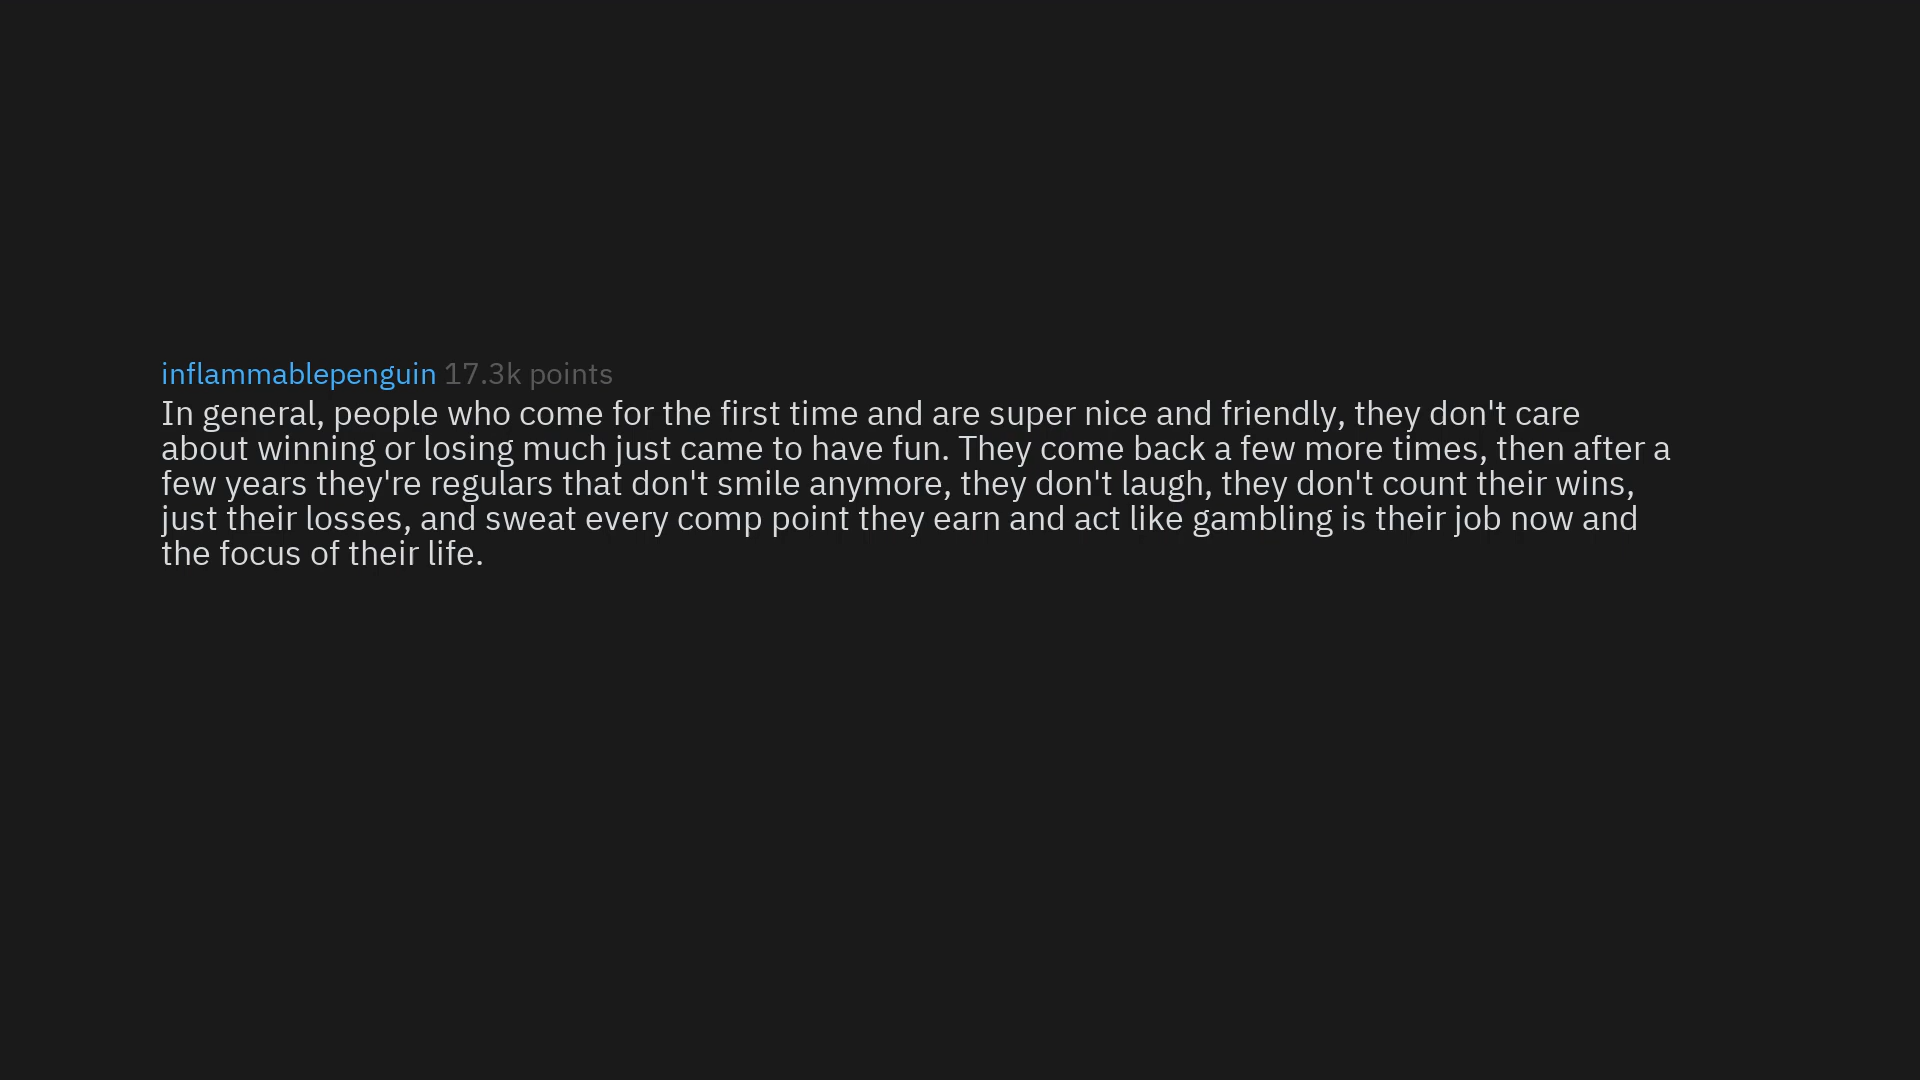 inflammablepenguin 17.3k points
In general, people who come for the first time and are super nice and friendly, they don't care
about winning or losing much just came to have fun. They come back a few more times, then after a
few years they're regulars that don't smile anymore, they don't laugh, they don't count their wins,
just their losses, and sweat every comp point they earn and act like gambling is their job now and
the focus of their life.